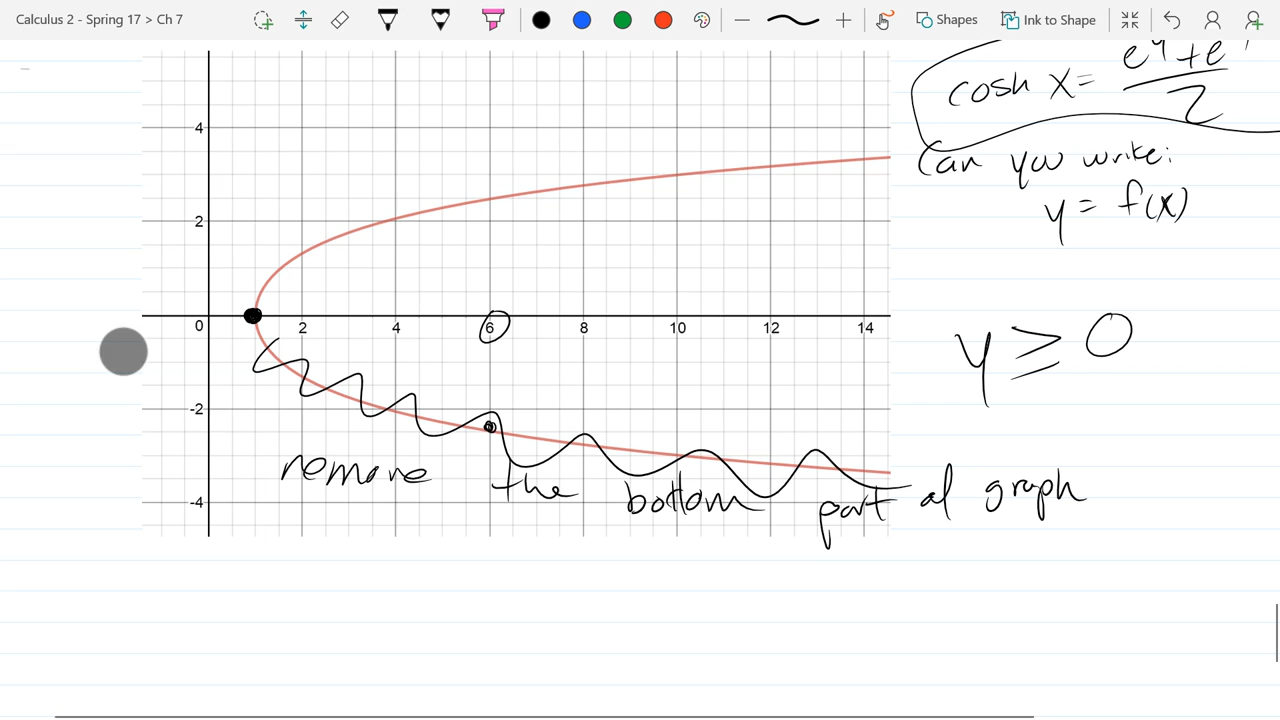 Calculus 2 - Spring 17 > Ch 7
Shapes
Ink to Shape
cosh x = e^y + e
2
Can you write:
y = f(x)
4
2
0 2 4 6 8 10 12 14
y ≥ 0
-2
remove the bottom part of graph
-4